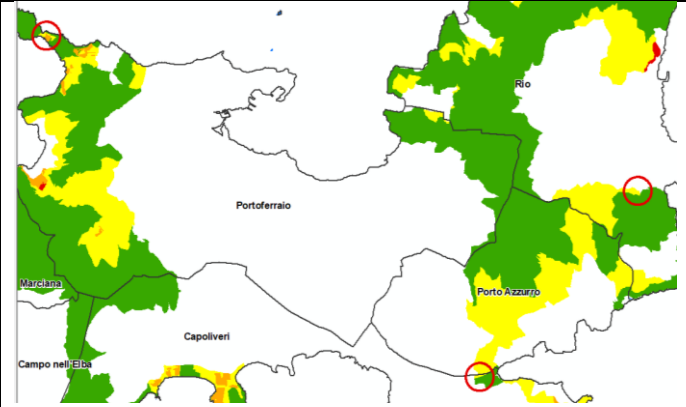 Rio
Portoferraio
Marciana
Porto Azzurro
Capoliveri
Campo nell'Elba